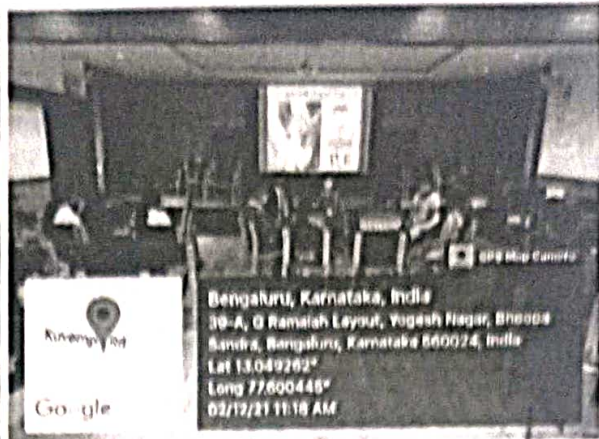 GPS Map Camera
Bengaluru, Karnataka, India
39-A, G Ramaiah Layout, Yogesh Nagar, Bhoopa
Sandra, Bengaluru, Karnataka 560024, India
Lat 13.049262°
Long 77.600445°
02/12/21 11:18 AM
Kuvempu Rd
Google